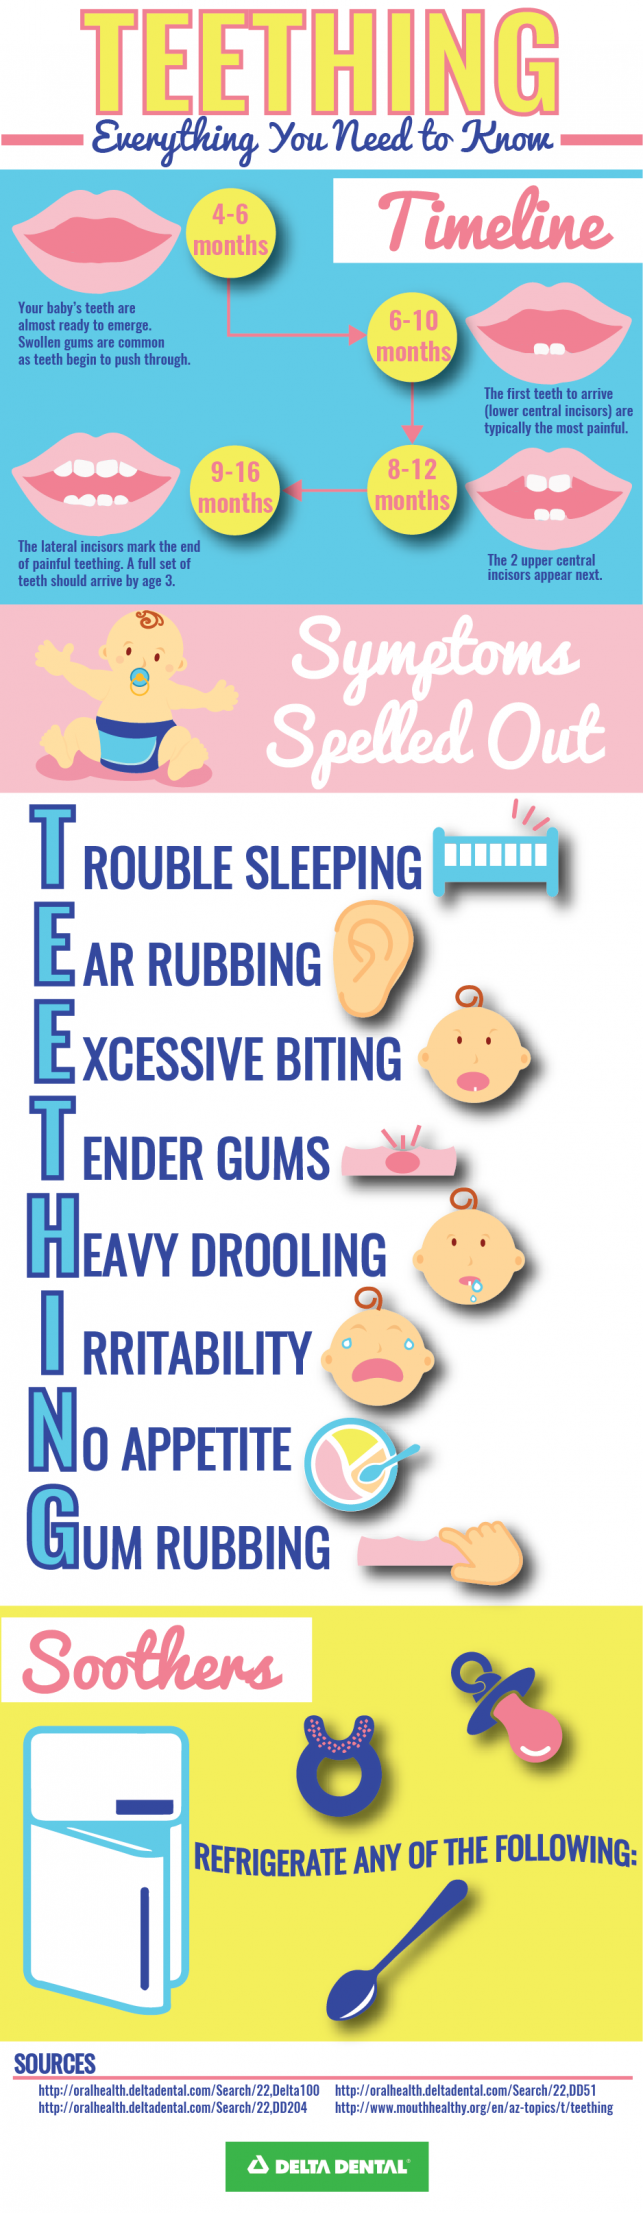 TEETHING
Everything You Need to Know
Timeline
4-6
months
Your baby's teeth are
almost ready to emerge.
Swollen gums are common
as teeth begin to push through.
6-10
months
The first teeth to arrive
(lower central incisors) are
typically the most painful.
8-12
months
The 2 upper central
incisors appear next.
9-16
months
The lateral incisors mark the end
of painful teething. A full set of
teeth should arrive by age 3.
Symptoms
Spelled Out
TROUBLE SLEEPING
EAR RUBBING
EXCESSIVE BITING
TENDER GUMS
HEAVY DROOLING
IRRITABILITY
NO APPETITE
GUM RUBBING
Soothers
REFRIGERATE ANY OF THE FOLLOWING:
SOURCES
http://oralhealth.deltadental.com/Search/22,Delta100
http://oralhealth.deltadental.com/Search/22,DD51
http://oralhealth.deltadental.com/Search/22,DD204
http://www.mouthhealthy.org/en/az-topics/t/teething
DELTA DENTAL®